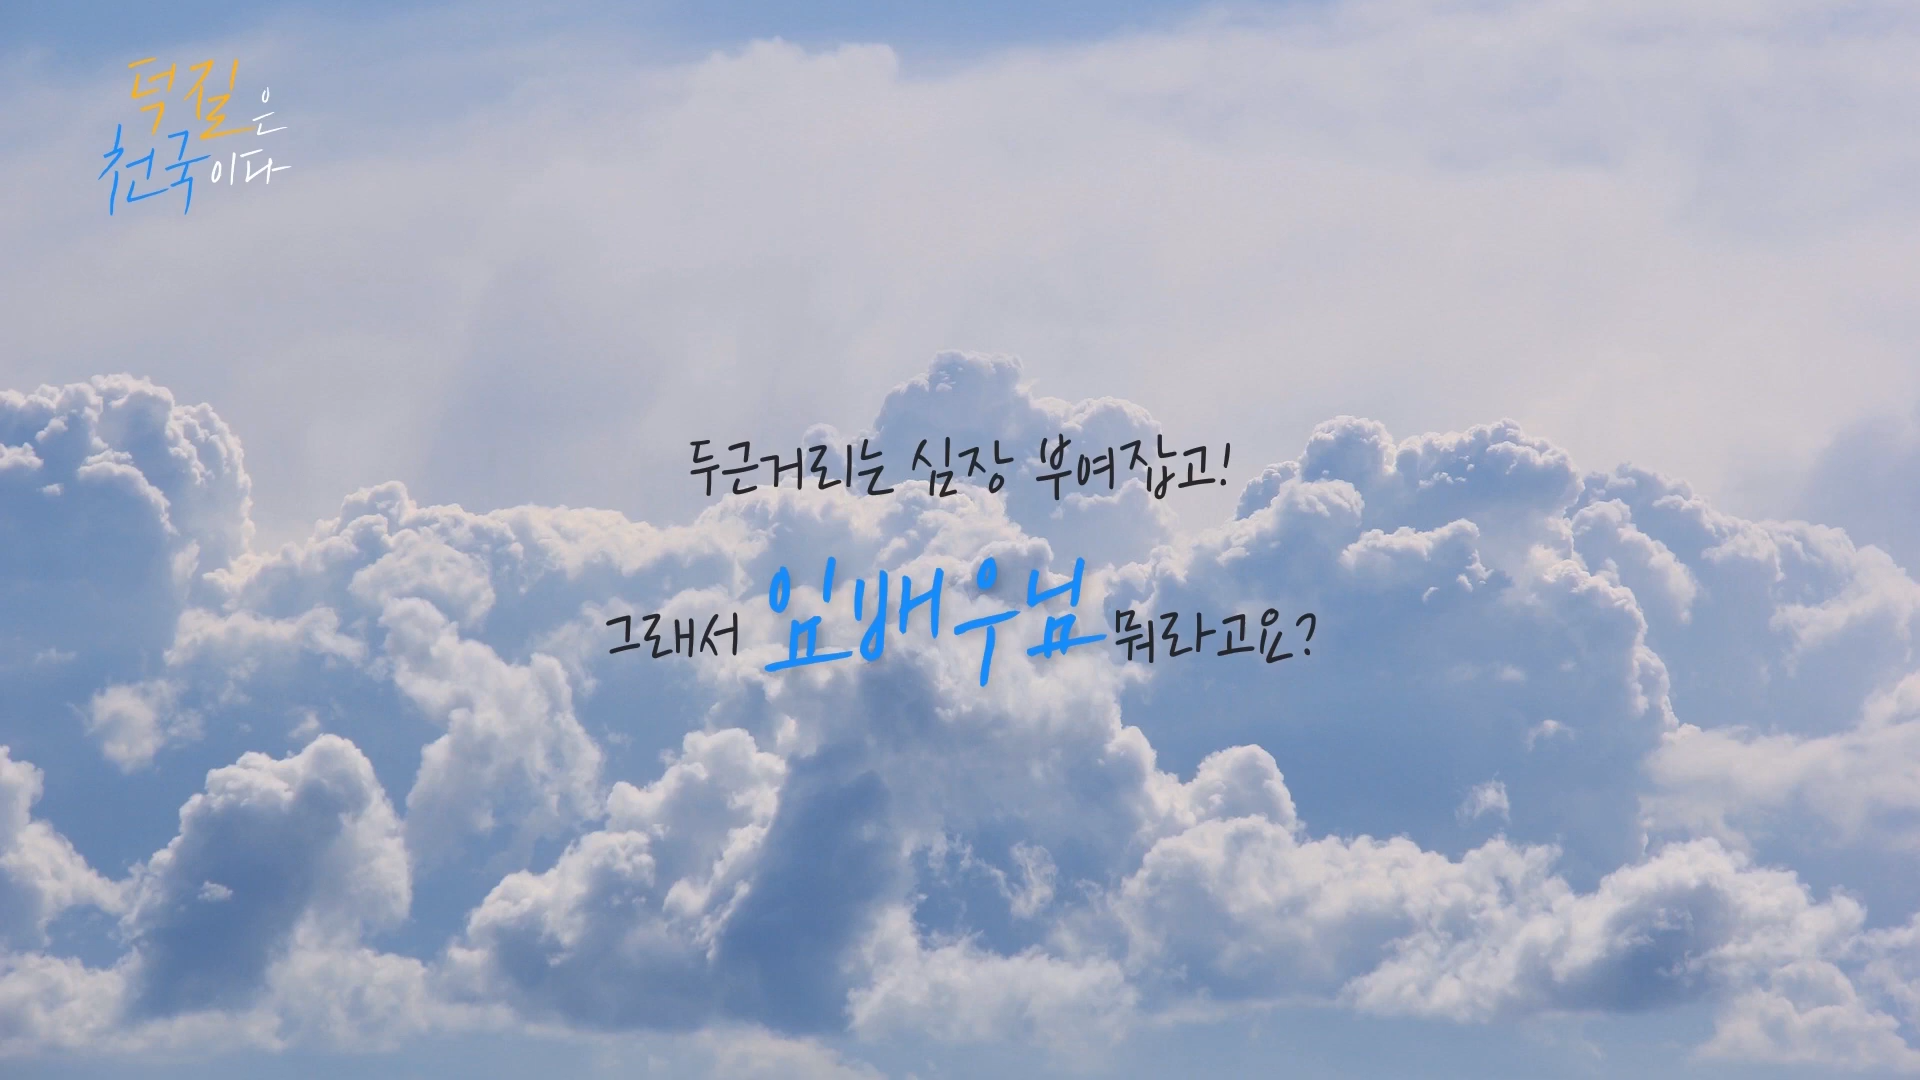 덕질은
천국이다
두근거리는 심장 부여잡고!
그래서 임배우님 뭐라고요?